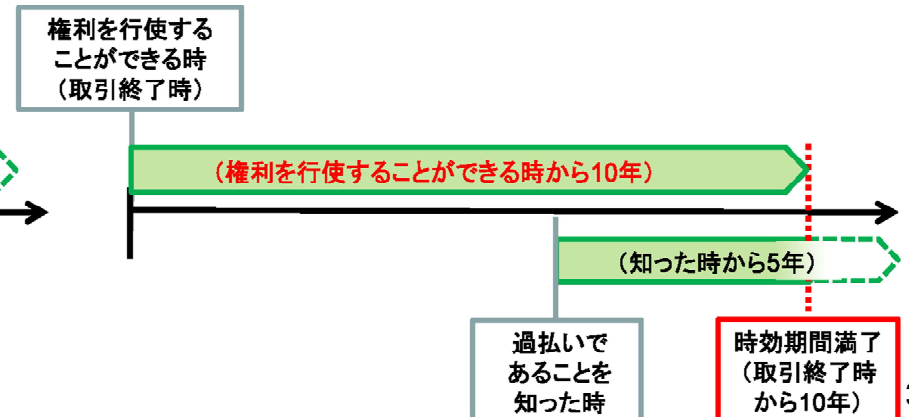 権利を行使する
ことができる時
（取引終了時）
（権利を行使することができる時から10年）
（知った時から5年）
過払いで
あることを
知った時
時効期間満了
（取引終了時
から10年）